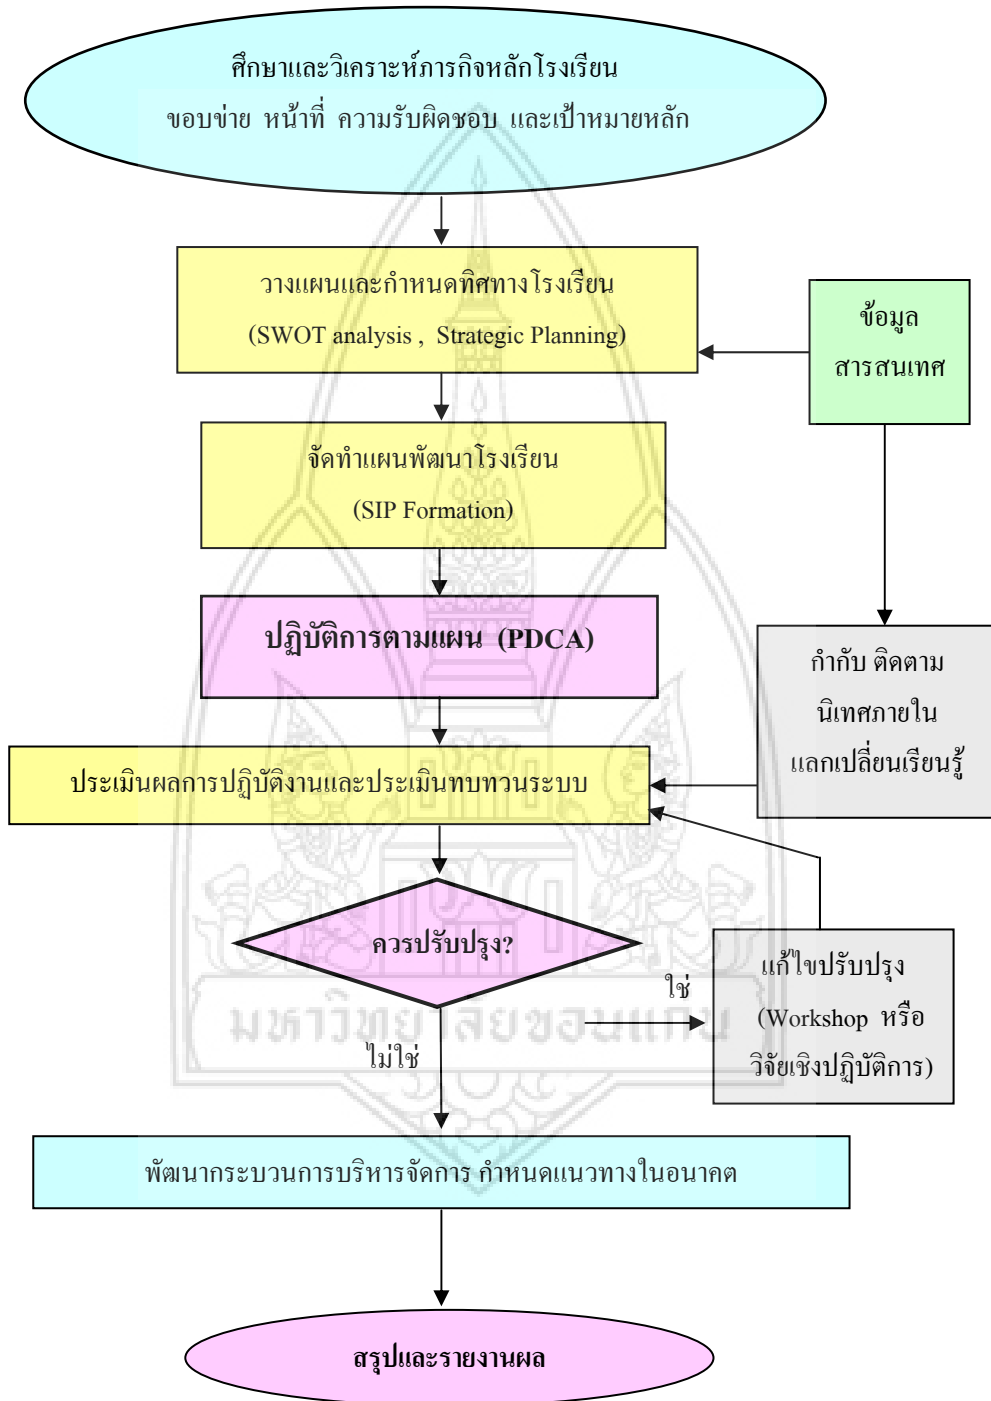 ศึกษาและวิเคราะห์ภารกิจหลักโรงเรียน
ขอบข่าย หน้าที่ ความรับผิดชอบ และเป้าหมายหลัก
วางแผนและกำหนดทิศทางโรงเรียน
(SWOT analysis , Strategic Planning)
ข้อมูล
สารสนเทศ
จัดทำแผนพัฒนาโรงเรียน
(SIP Formation)
ปฏิบัติการตามแผน (PDCA)
กำกับ ติดตาม
นิเทศภายใน
แลกเปลี่ยนเรียนรู้
ประเมินผลการปฏิบัติงานและประเมินทบทวนระบบ
ควรปรับปรุง?
ใช่
แก้ไขปรับปรุง
(Workshop หรือ
วิจัยเชิงปฏิบัติการ)
มหาวิทยาลัยขอนแก่น
ไม่ใช่
พัฒนากระบวนการบริหารจัดการ กำหนดแนวทางในอนาคต
สรุปและรายงานผล